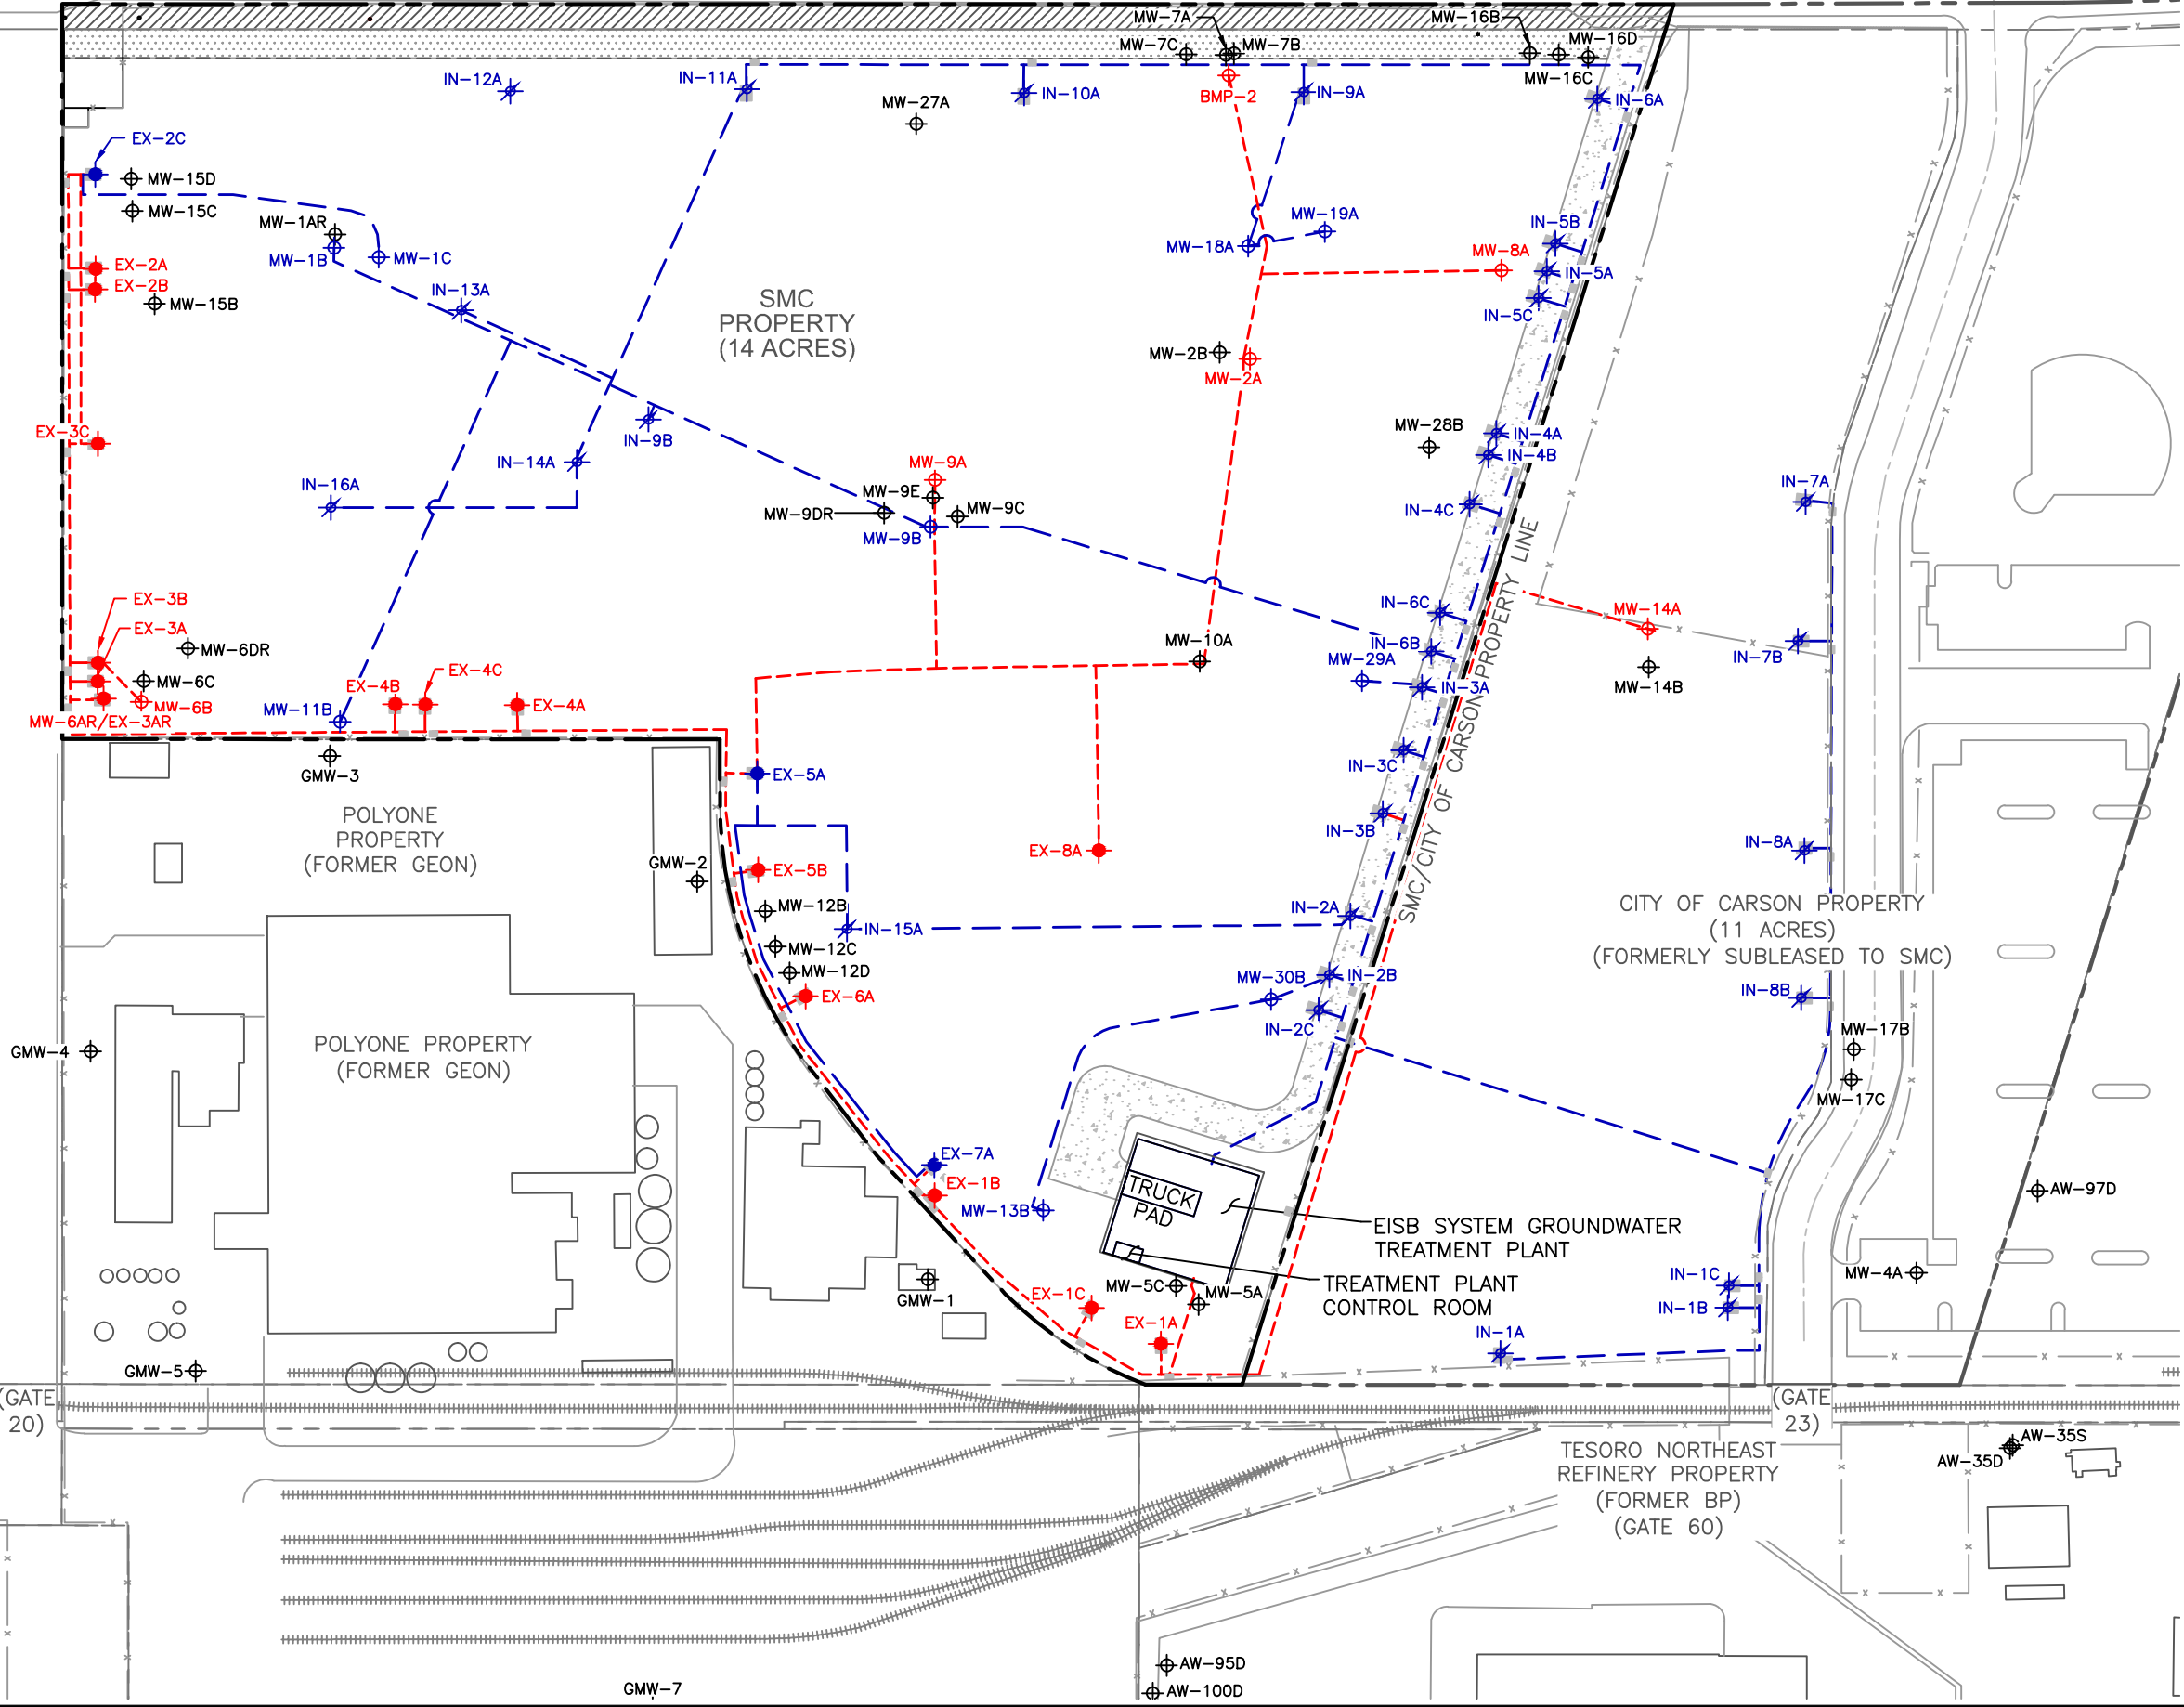 MW-7A
MW-16B
MW-7C
MW-7B
MW-16D
MW-16C
IN-12A
IN-11A
MW-27A
IN-10A
BMP-2
IN-9A
IN-6A
EX-2C
MW-15D
MW-15C
MW-1AR
MW-1B
MW-1C
MW-18A
MW-19A
IN-5B
MW-8A
IN-5A
IN-5C
EX-2A
EX-2B
MW-15B
IN-13A
SMC
PROPERTY
(14 ACRES)
MW-2B
MW-2A
EX-3C
IN-9B
IN-14A
IN-16A
MW-9A
MW-9E
MW-9DR
MW-9C
MW-9B
MW-28B
IN-4A
IN-4B
IN-4C
IN-7A
SMC/CITY OF CARSON PROPERTY LINE
EX-3B
EX-3A
MW-6DR
MW-6C
MW-6B
MW-6AR/EX-3AR
MW-11B
EX-4B
EX-4C
EX-4A
MW-10A
IN-6C
IN-6B
MW-29A
IN-3A
MW-14A
MW-14B
IN-7B
GMW-3
EX-5A
IN-3C
POLYONE
PROPERTY
(FORMER GEON)
GMW-2
EX-5B
EX-8A
IN-3B
IN-8A
MW-12B
MW-12C
MW-12D
IN-15A
IN-2A
CITY OF CARSON PROPERTY
(11 ACRES)
(FORMERLY SUBLEASED TO SMC)
EX-6A
MW-30B
IN-2B
IN-2C
IN-8B
MW-17B
MW-17C
GMW-4
POLYONE PROPERTY
(FORMER GEON)
EX-7A
EX-1B
MW-13B
TRUCK
PAD
AW-97D
EISB SYSTEM GROUNDWATER
TREATMENT PLANT
TREATMENT PLANT
CONTROL ROOM
MW-5C
MW-5A
GMW-1
EX-1C
EX-1A
IN-1C
IN-1B
IN-1A
MW-4A
GMW-5
(GATE
20)
(GATE
23)
TESORO NORTHEAST
REFINERY PROPERTY
(FORMER BP)
(GATE 60)
AW-35S
AW-35D
AW-95D
AW-100D
GMW-7